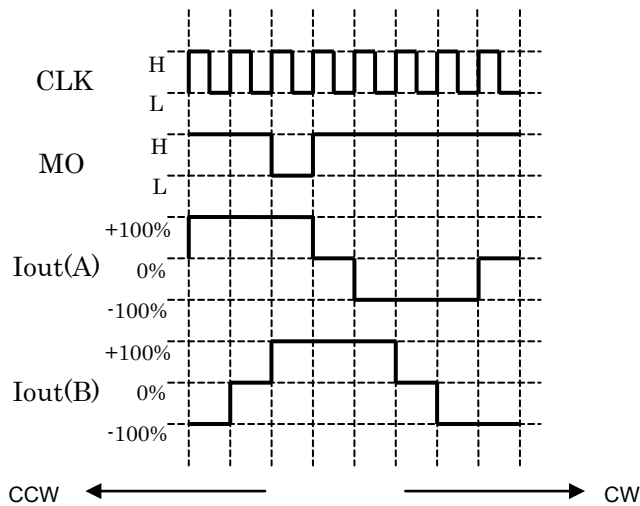 CLK
H
L
MO
H
L
Iout(A)
+100%
0%
-100%
Iout(B)
+100%
0%
-100%
CCW
CW